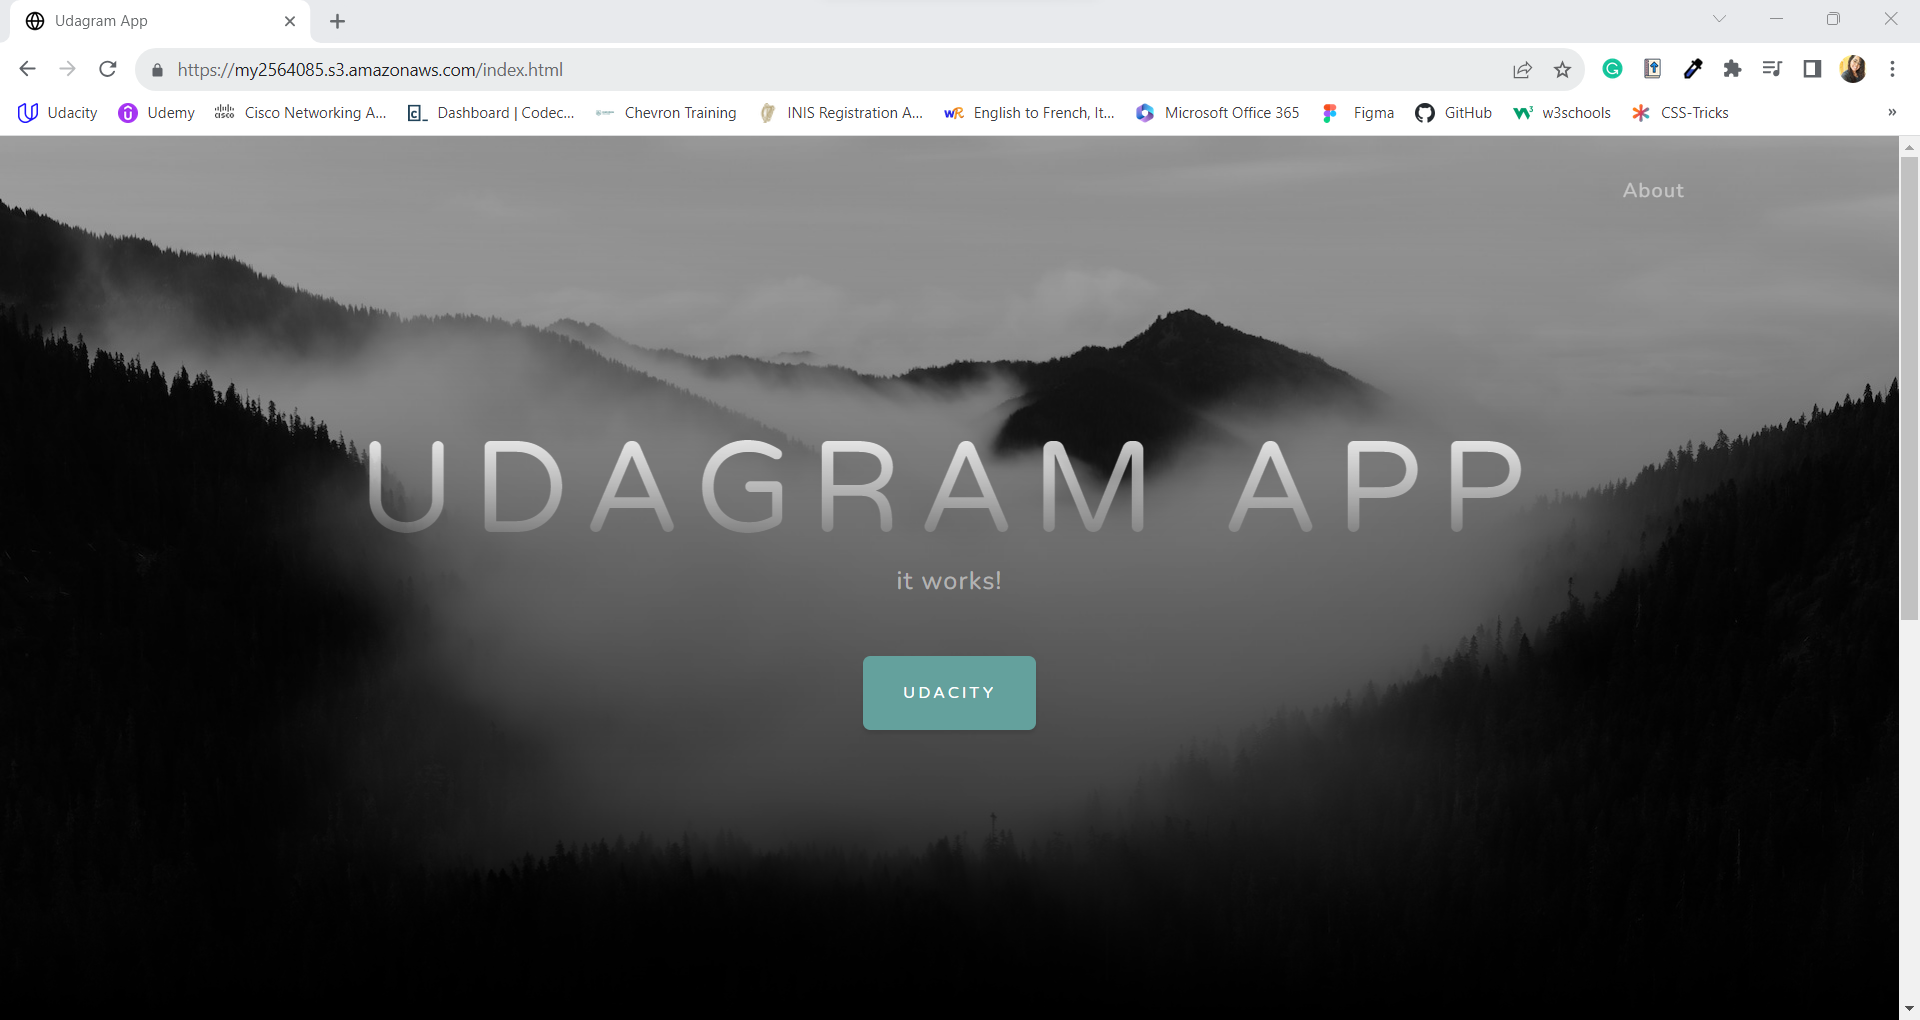 Udagram App
https://my2564085.s3.amazonaws.com/index.html
Udacity Udemy Cisco Networking A... Dashboard | Codec... Chevron Training INIS Registration A... English to French, It... Microsoft Office 365 Figma GitHub w3schools CSS-Tricks »
About
UDAGRAM APP
it works!
UDACITY